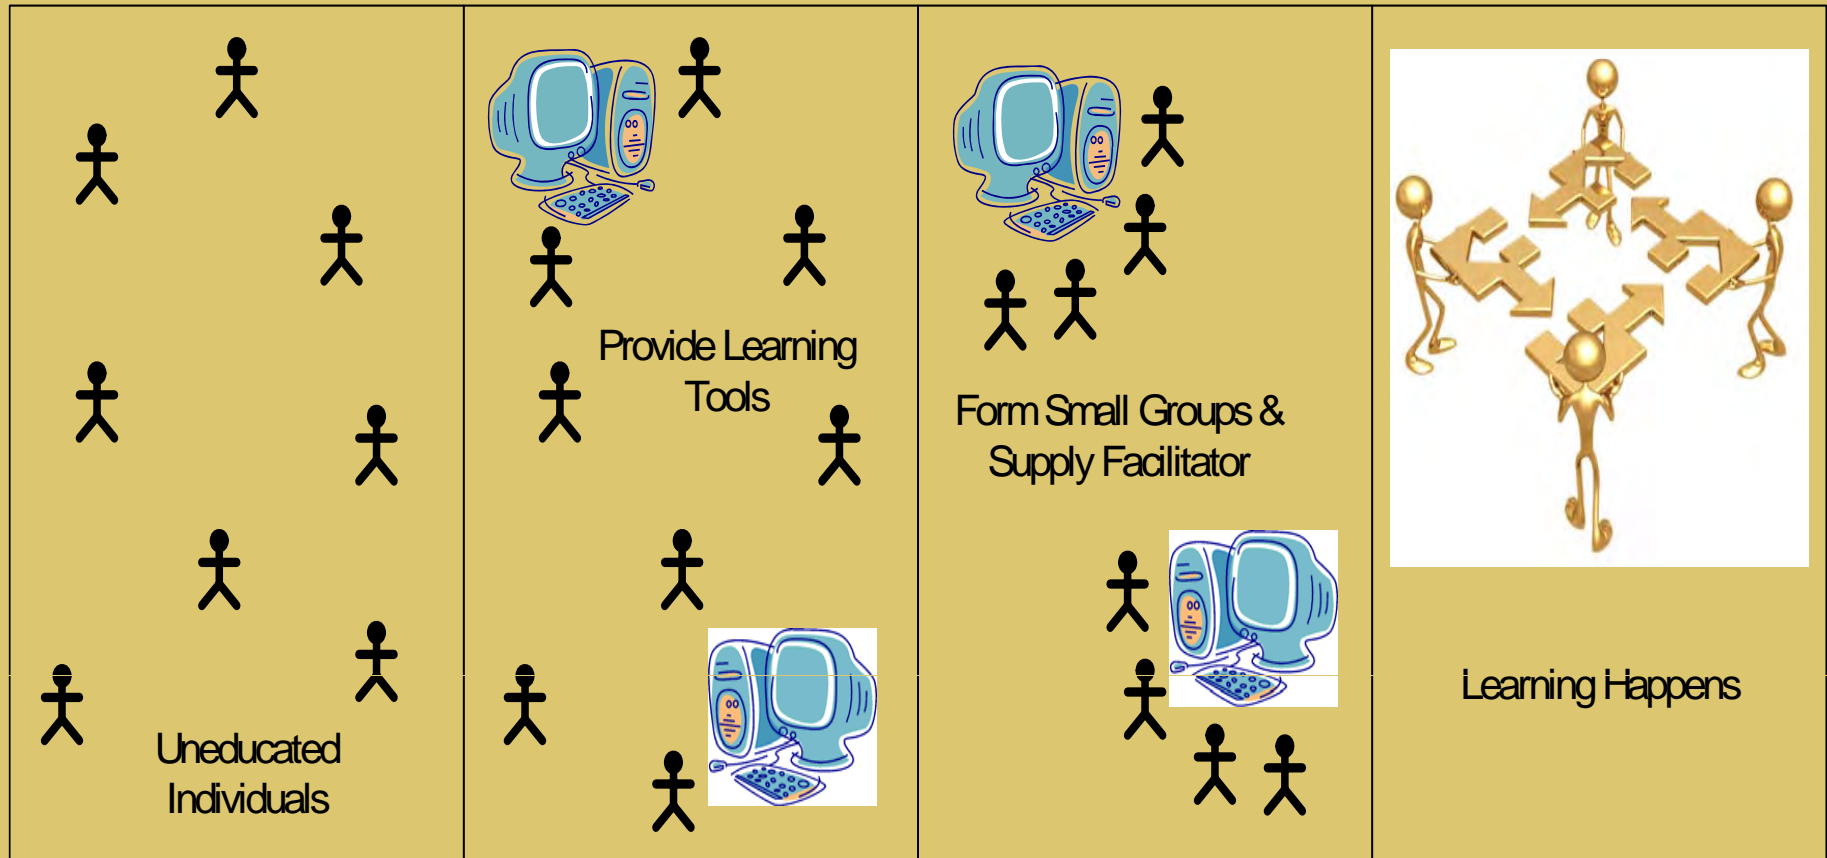 Uneducated
Individuals
Provide Learning
Tools
Form Small Groups &
Supply Facilitator
Learning Happens